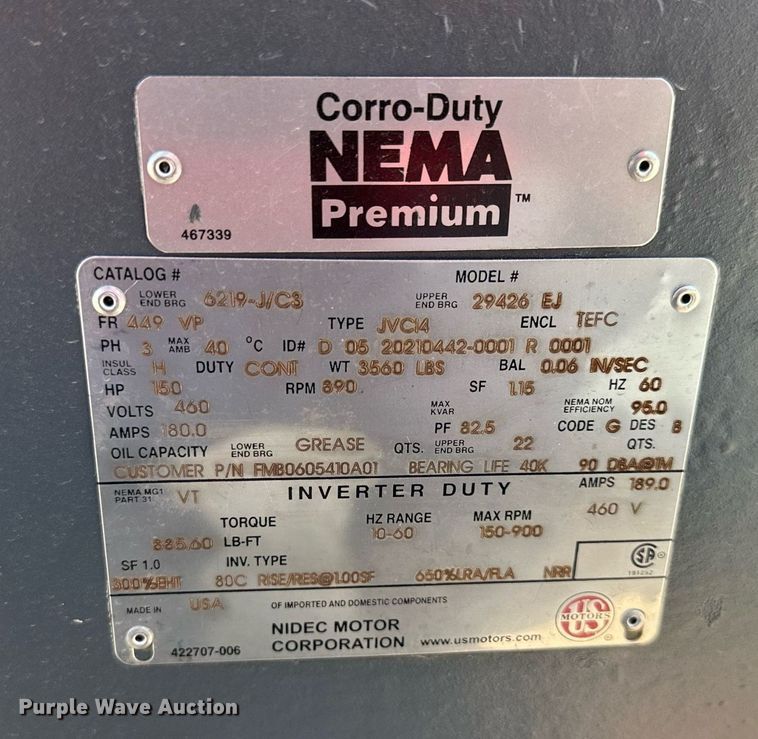 Corro-Duty
NEMA
Premium™
467339
CATALOG # MODEL #
LOWER END BRG 6219-J/C3 UPPER END BRG 29426 EJ
FR 449 VP TYPE JVCI4 ENCL TEFC
PH 3 MAX AMB 40 °C ID# D 05 20210442-0001 R 0001
INSUL CLASS H DUTY CONT WT 3560 LBS BAL 0.06 IN/SEC
HP 150 RPM 890 SF 1.15 HZ 60
VOLTS 460 MAX KVAR NEMA NOM EFFICIENCY 95.0
AMPS 180.0 PF 82.5 CODE G DES B
OIL CAPACITY LOWER END BRG GREASE QTS. UPPER END BRG 22 QTS.
CUSTOMER P/N FMB0605410A01 BEARING LIFE 40K 90 DBA@1M
NEMA MG1 PART 31 VT INVERTER DUTY AMPS 189.0
TORQUE HZ RANGE MAX RPM 460 V
885.60 LB-FT 10-60 150-900
SF 1.0 INV. TYPE
300%BHT 80C RISE/RES@1.00SF 650%LRA/FLA NRR
SA
191252
MADE IN USA OF IMPORTED AND DOMESTIC COMPONENTS
NIDEC MOTOR
CORPORATION www.usmotors.com
US MOTORS
422707-006
Purple Wave Auction